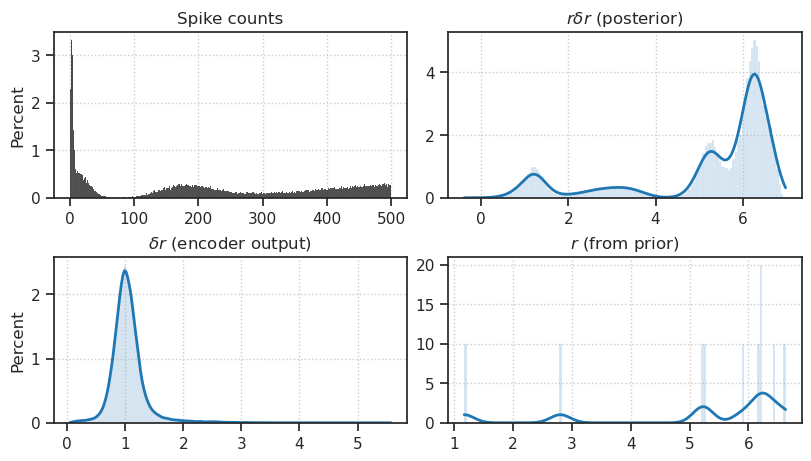 Spike counts
rδr (posterior)
Percent
3
2
1
0
0 100 200 300 400 500
4
2
0
0 2 4 6
δr (encoder output)
r (from prior)
Percent
2
1
0
0 1 2 3 4 5
20
15
10
5
0
1 2 3 4 5 6